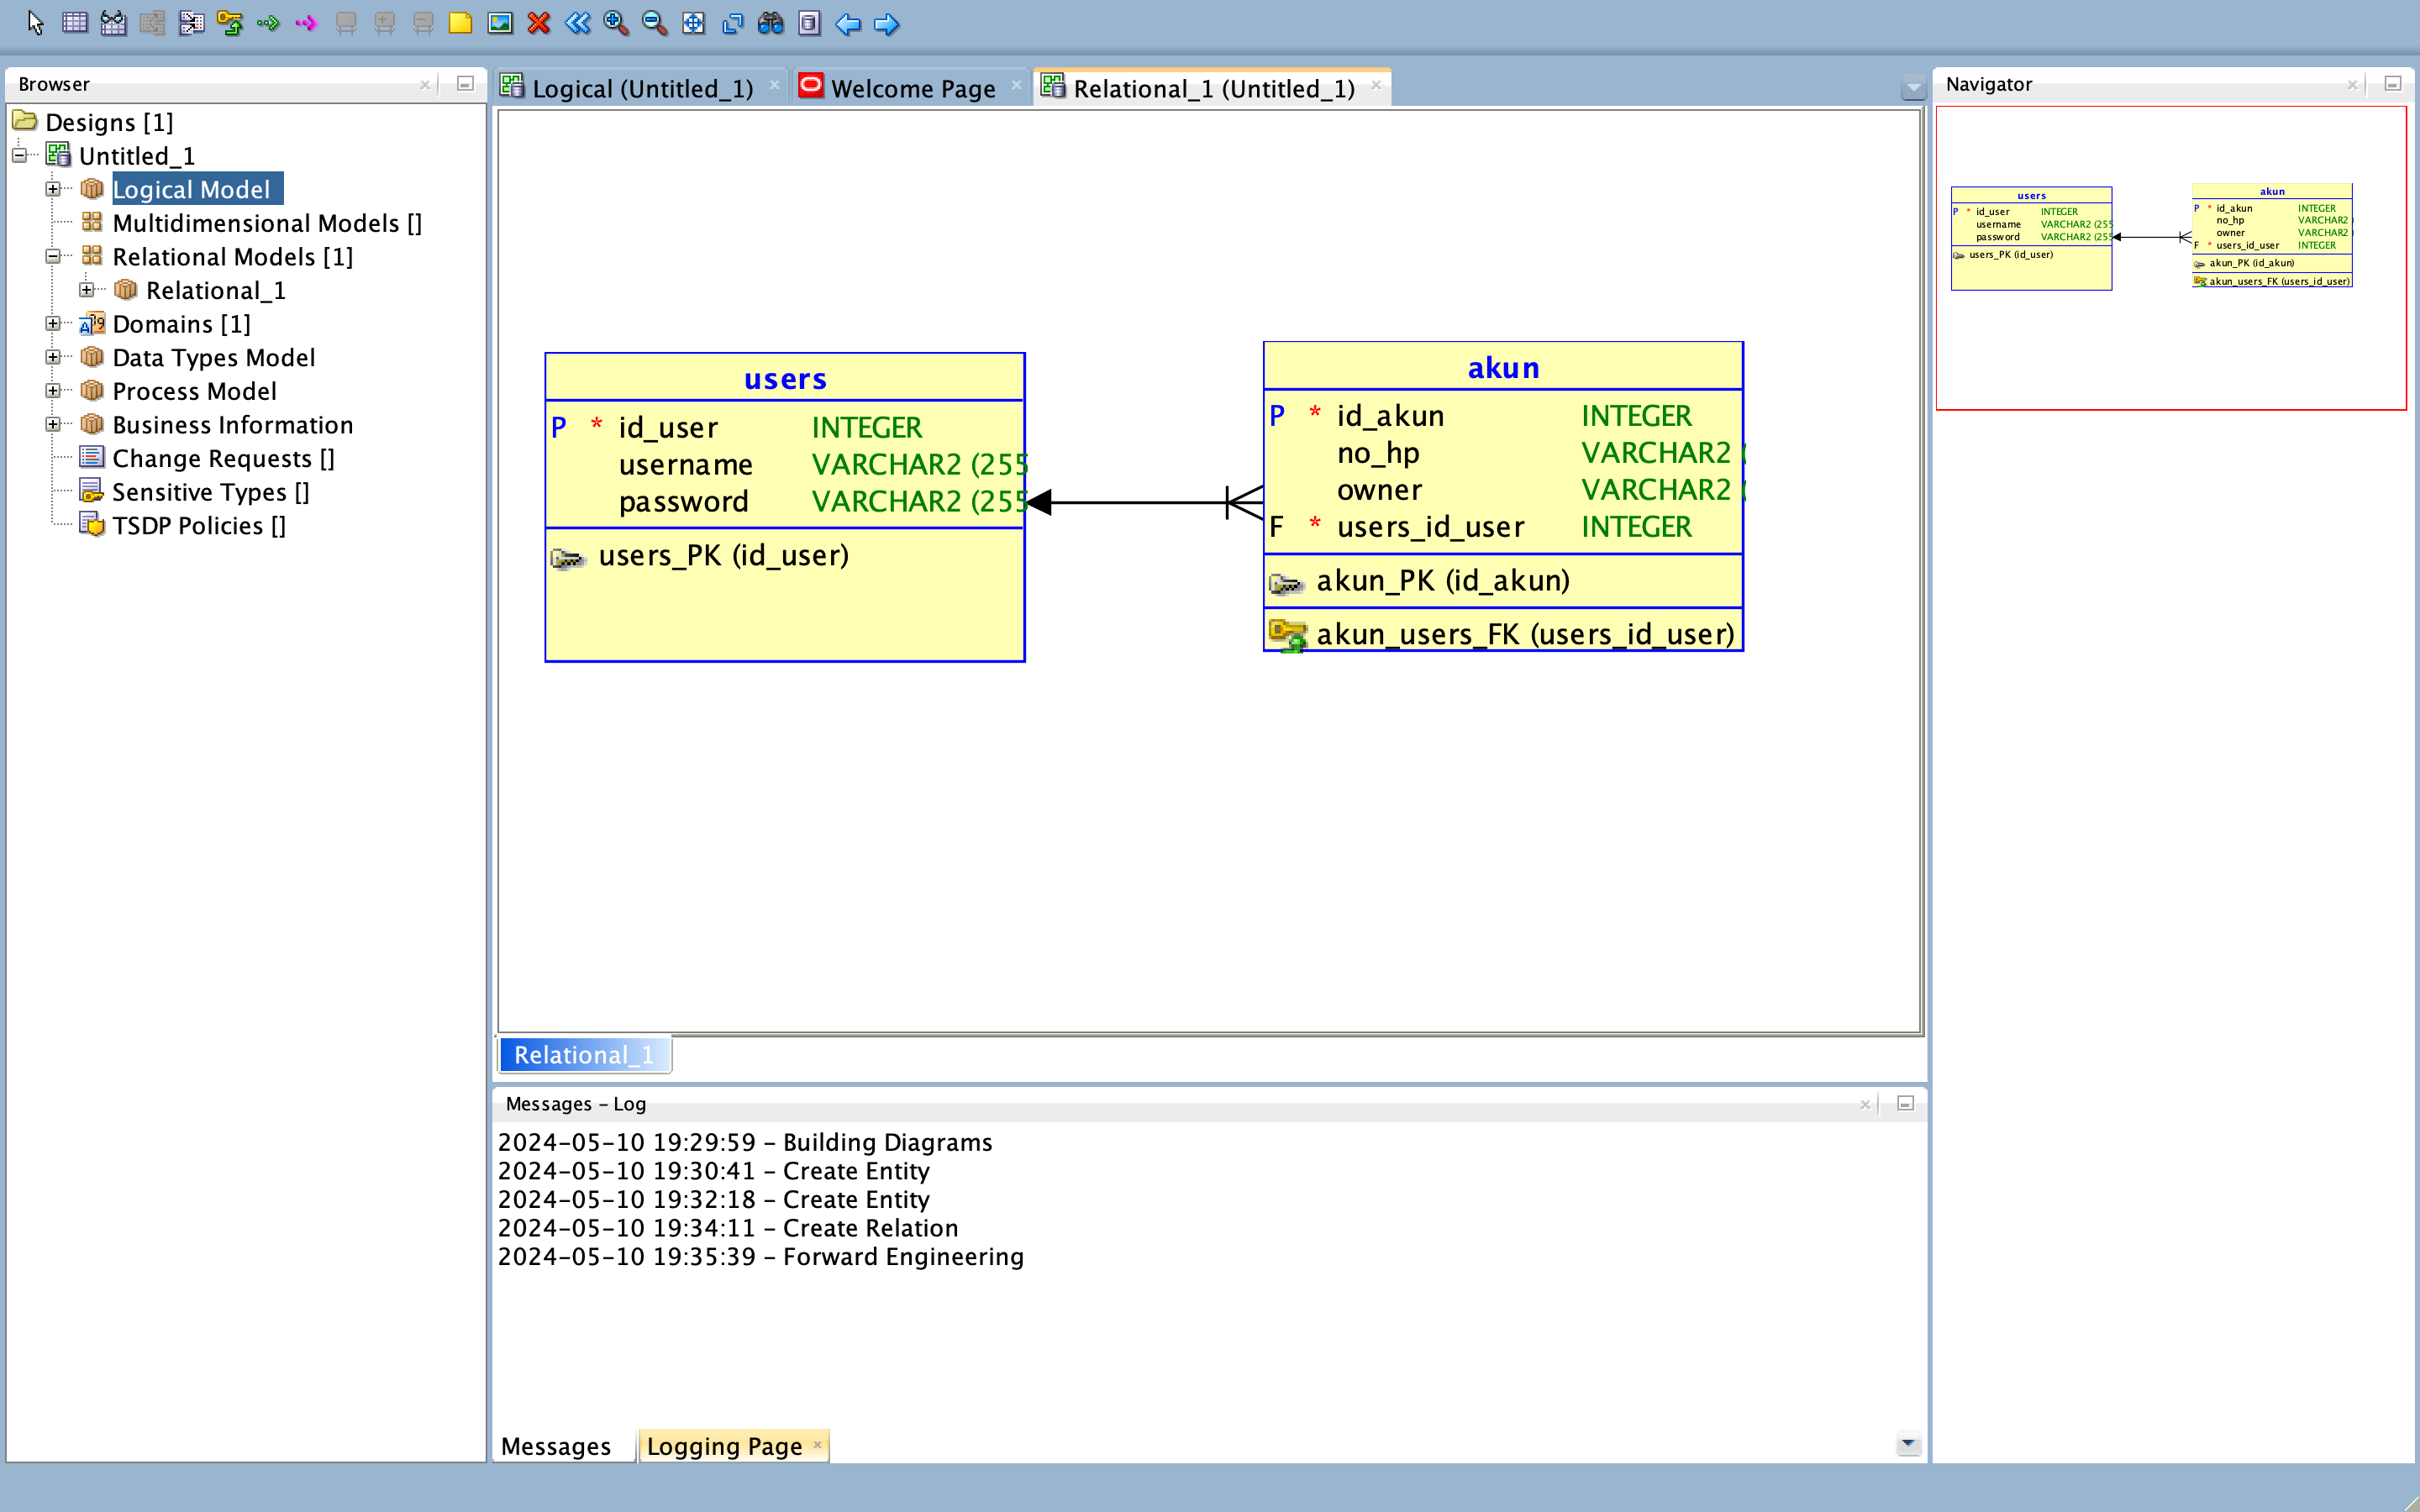 Browser
Designs [1]
Untitled_1
Logical Model
Multidimensional Models []
Relational Models [1]
Relational_1
Domains [1]
Data Types Model
Process Model
Business Information
Change Requests []
Sensitive Types []
TSDP Policies []
Logical (Untitled_1)
Welcome Page
Relational_1 (Untitled_1)
users
P * id_user INTEGER
username VARCHAR2 (255
password VARCHAR2 (255
users_PK (id_user)
akun
P * id_akun INTEGER
no_hp VARCHAR2 (
owner VARCHAR2 (
F * users_id_user INTEGER
akun_PK (id_akun)
akun_users_FK (users_id_user)
Relational_1
Messages – Log
2024-05-10 19:29:59 – Building Diagrams
2024-05-10 19:30:41 – Create Entity
2024-05-10 19:32:18 – Create Entity
2024-05-10 19:34:11 – Create Relation
2024-05-10 19:35:39 – Forward Engineering
Messages
Logging Page
Navigator
users
P * id_user INTEGER
username VARCHAR2 (255
password VARCHAR2 (255
users_PK (id_user)
akun
P * id_akun INTEGER
no_hp VARCHAR2 (
owner VARCHAR2 (
F * users_id_user INTEGER
akun_PK (id_akun)
akun_users_FK (users_id_user)